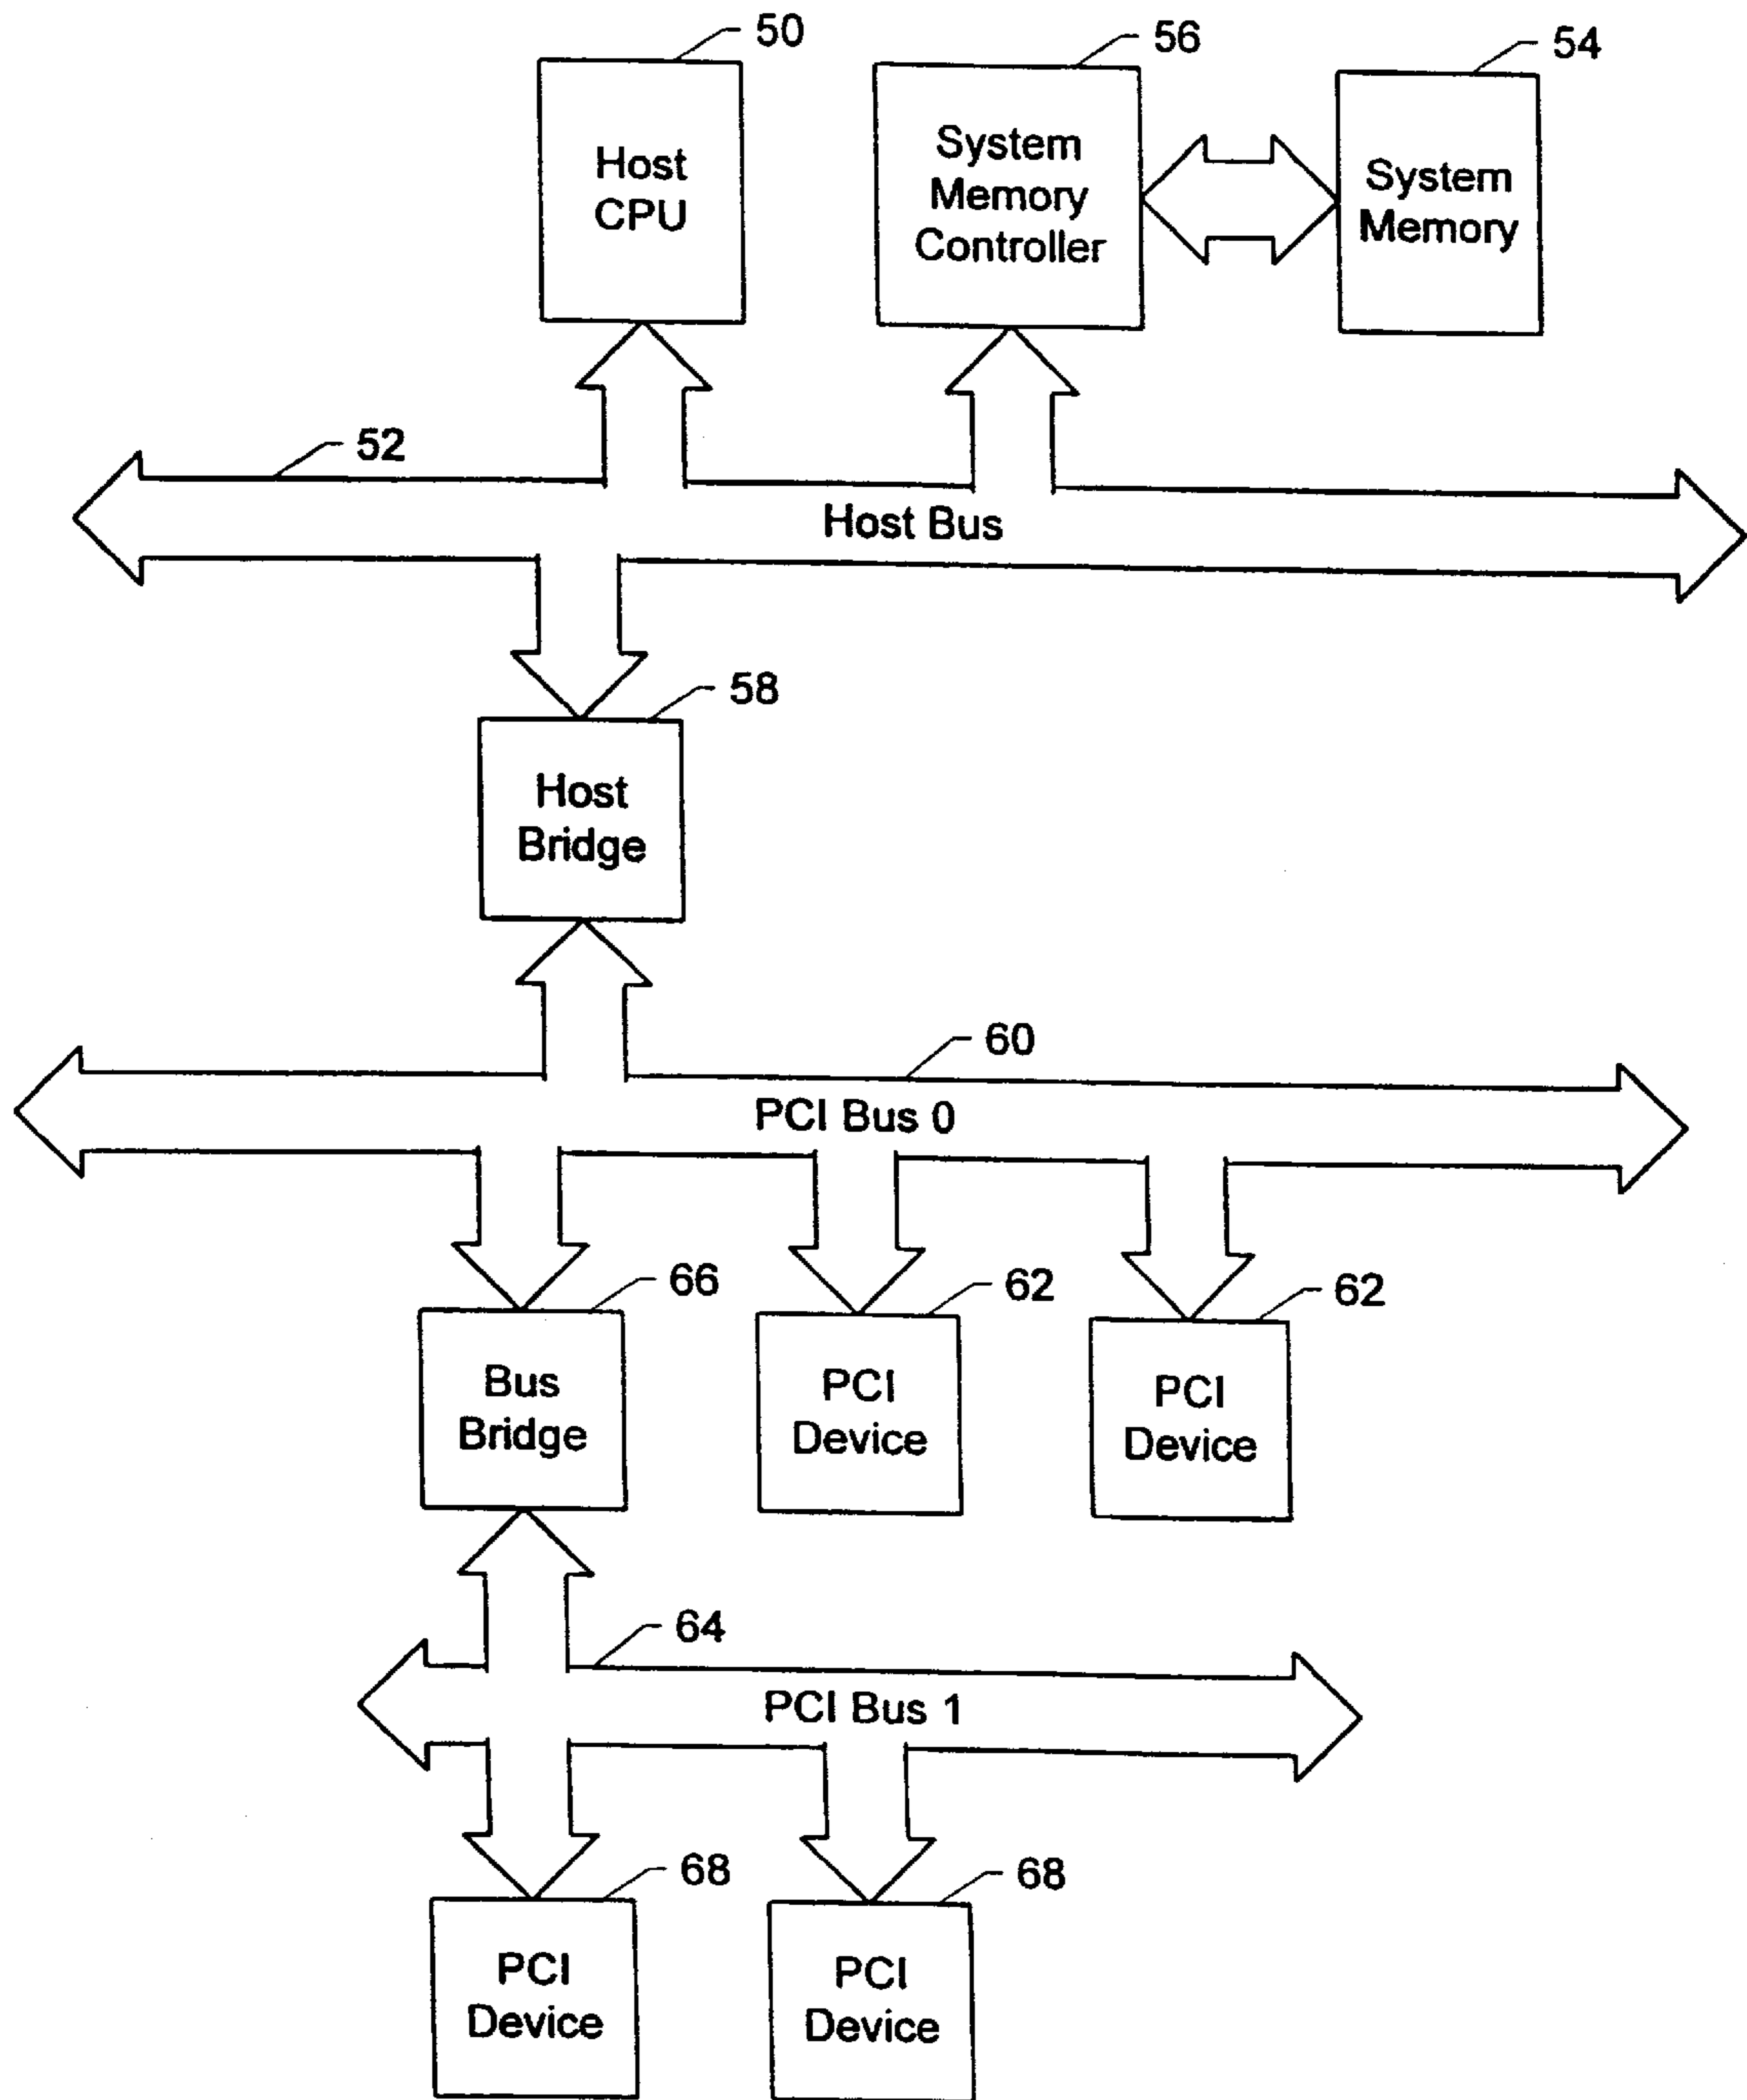 50
56
54
Host
CPU
System
Memory
Controller
System
Memory
52
Host Bus
58
Host
Bridge
60
PCI Bus 0
66
62
62
Bus
Bridge
PCI
Device
PCI
Device
64
PCI Bus 1
68
68
PCI
Device
PCI
Device